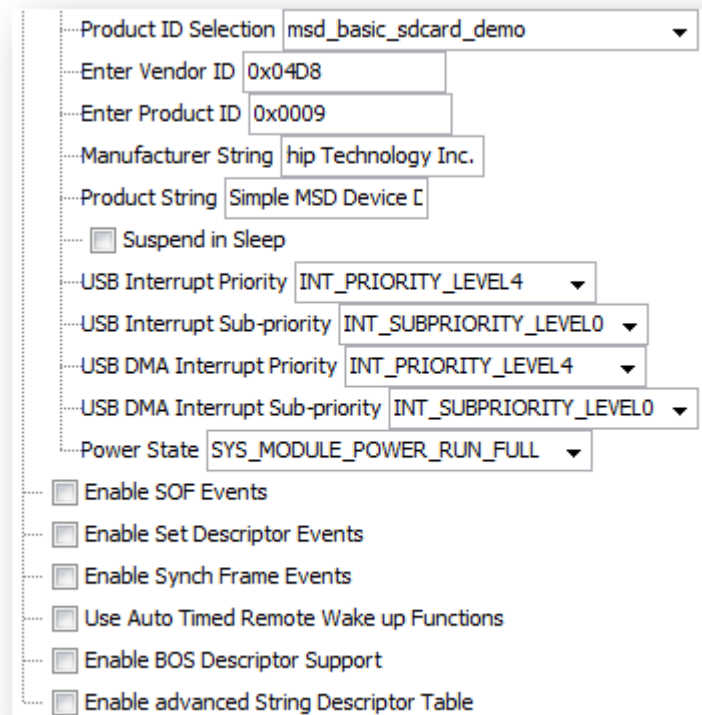 Product ID Selection msd_basic_sdcard_demo
Enter Vendor ID 0x04D8
Enter Product ID 0x0009
Manufacturer String hip Technology Inc.
Product String Simple MSD Device D
Suspend in Sleep
USB Interrupt Priority INT_PRIORITY_LEVEL4
USB Interrupt Sub-priority INT_SUBPRIORITY_LEVEL0
USB DMA Interrupt Priority INT_PRIORITY_LEVEL4
USB DMA Interrupt Sub-priority INT_SUBPRIORITY_LEVEL0
Power State SYS_MODULE_POWER_RUN_FULL
Enable SOF Events
Enable Set Descriptor Events
Enable Synch Frame Events
Use Auto Timed Remote Wake up Functions
Enable BOS Descriptor Support
Enable advanced String Descriptor Table